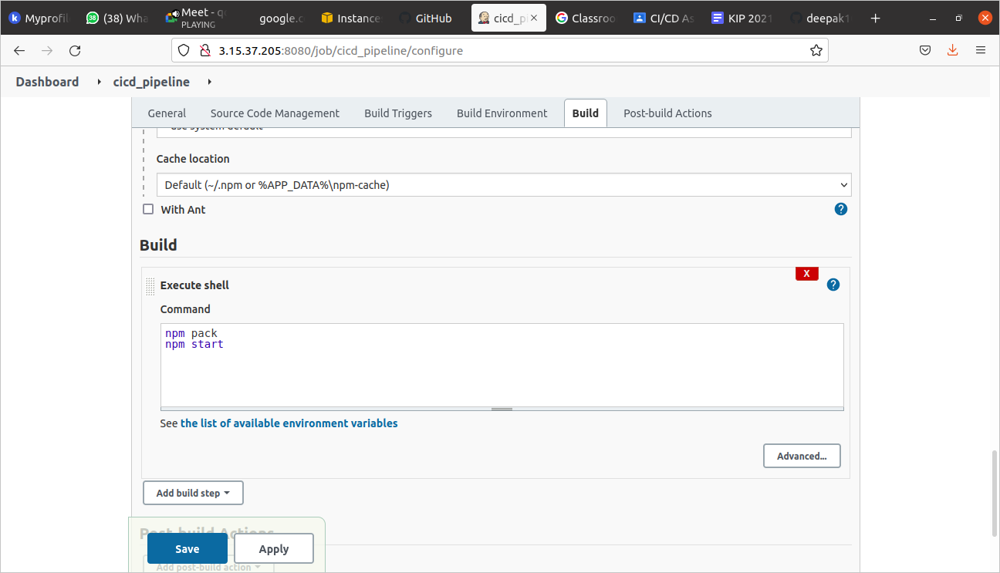 Myprofil
(38) Wha
Meet - q
PLAYING
google.c
Instance
GitHub
cicd_pi
Classroo
CI/CD As
KIP 2021
deepak1
3.15.37.205:8080/job/cicd_pipeline/configure
Dashboard
cicd_pipeline
General
Source Code Management
Build Triggers
Build Environment
Build
Post-build Actions
- use system default -
Cache location
Default (~/.npm or %APP_DATA%\npm-cache)
With Ant
?
Build
X
Execute shell
?
Command
npm pack
npm start
See the list of available environment variables
Advanced...
Add build step
Post-build Actions
Save
Apply
Add post-build action